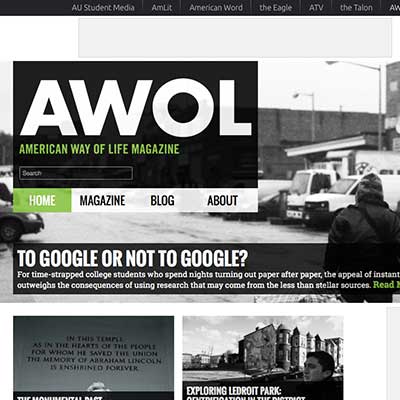 AU Student Media AmLit American Word the Eagle ATV the Talon AW
AWOL
AMERICAN WAY OF LIFE MAGAZINE
Search
HOME MAGAZINE BLOG ABOUT
TO GOOGLE OR NOT TO GOOGLE?
For time-strapped college students who spend nights turning out paper after paper, the appeal of instant
outweighs the consequences of using research that may come from the less than stellar sources. Read M
IN THIS TEMPLE
AS IN THE HEARTS OF THE PEOPLE
FOR WHOM HE SAVED THE UNION
THE MEMORY OF ABRAHAM LINCOLN
IS ENSHRINED FOREVER.
THE MONUMENTAL PAST
EXPLORING LEDROIT PARK:
GENTRIFICATION IN THE DISTRICT